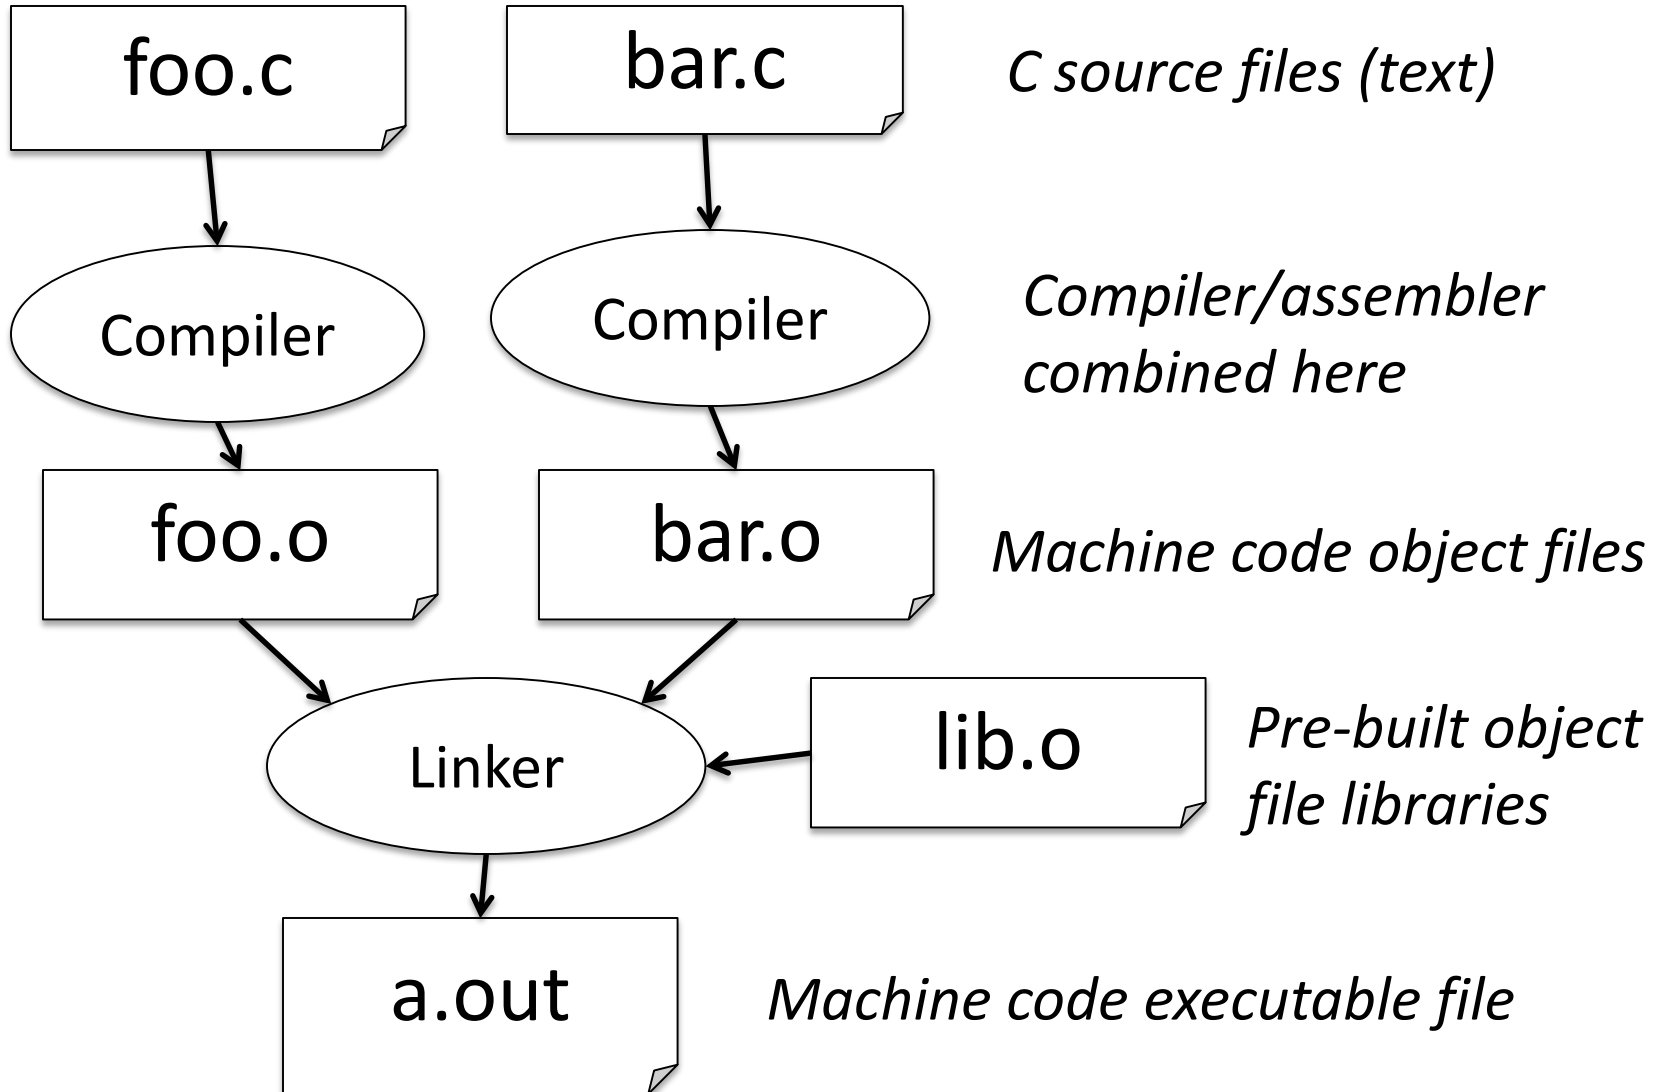 foo.c
bar.c
C source files (text)
Compiler
Compiler
Compiler/assembler
combined here
foo.o
bar.o
Machine code object files
Linker
lib.o
Pre-built object
file libraries
a.out
Machine code executable file